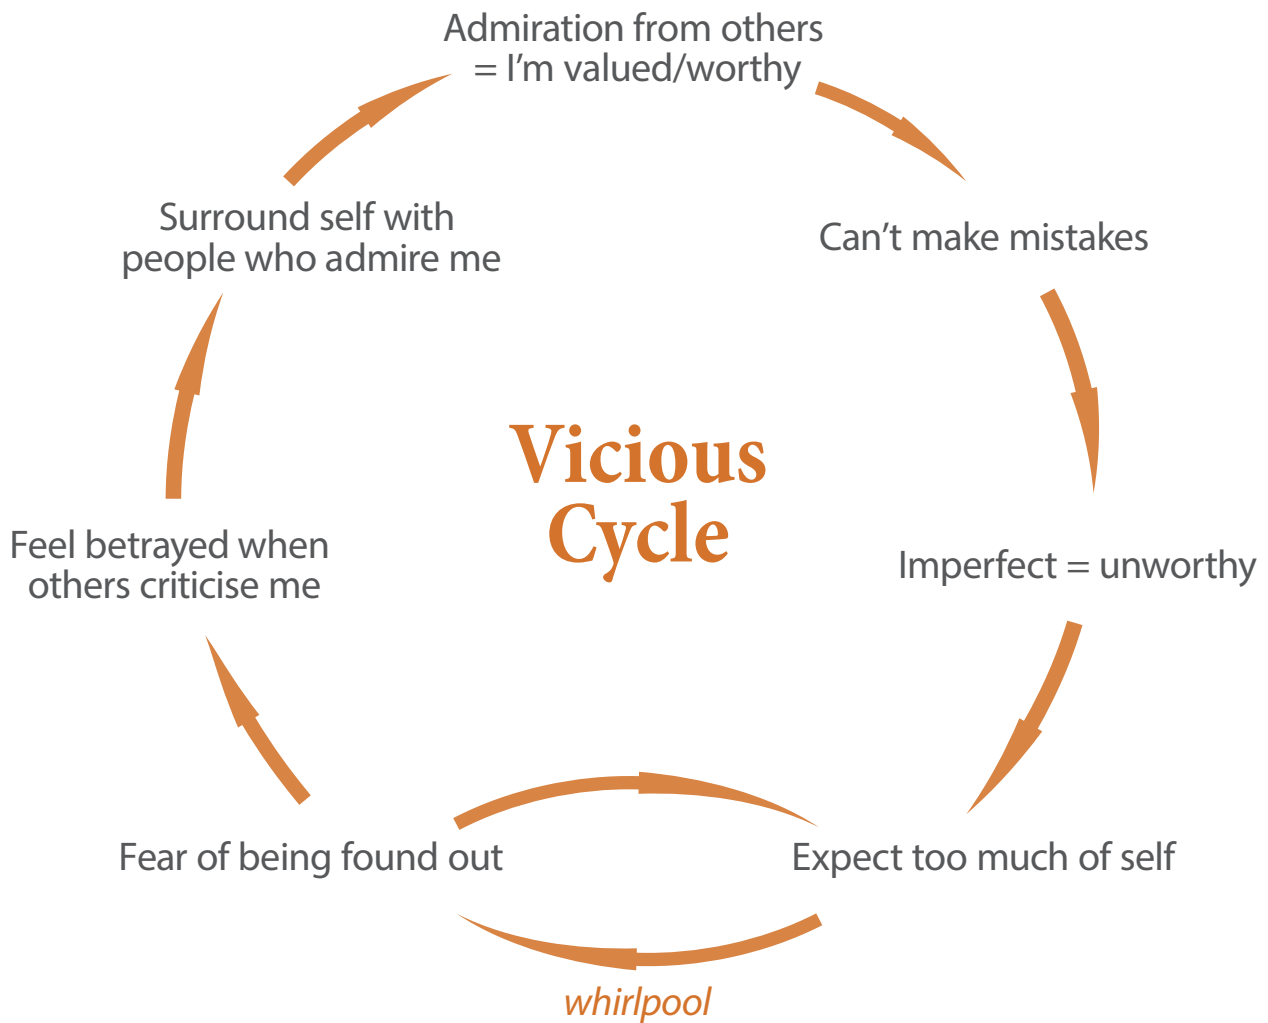 Admiration from others
= I’m valued/worthy
Can’t make mistakes
Imperfect = unworthy
Expect too much of self
whirlpool
Fear of being found out
Feel betrayed when
others criticise me
Surround self with
people who admire me
Vicious
Cycle